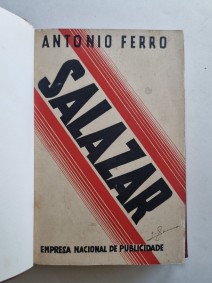 ANTONIO FERRO
SALAZAR
EMPRESA NACIONAL DE PUBLICIDADE